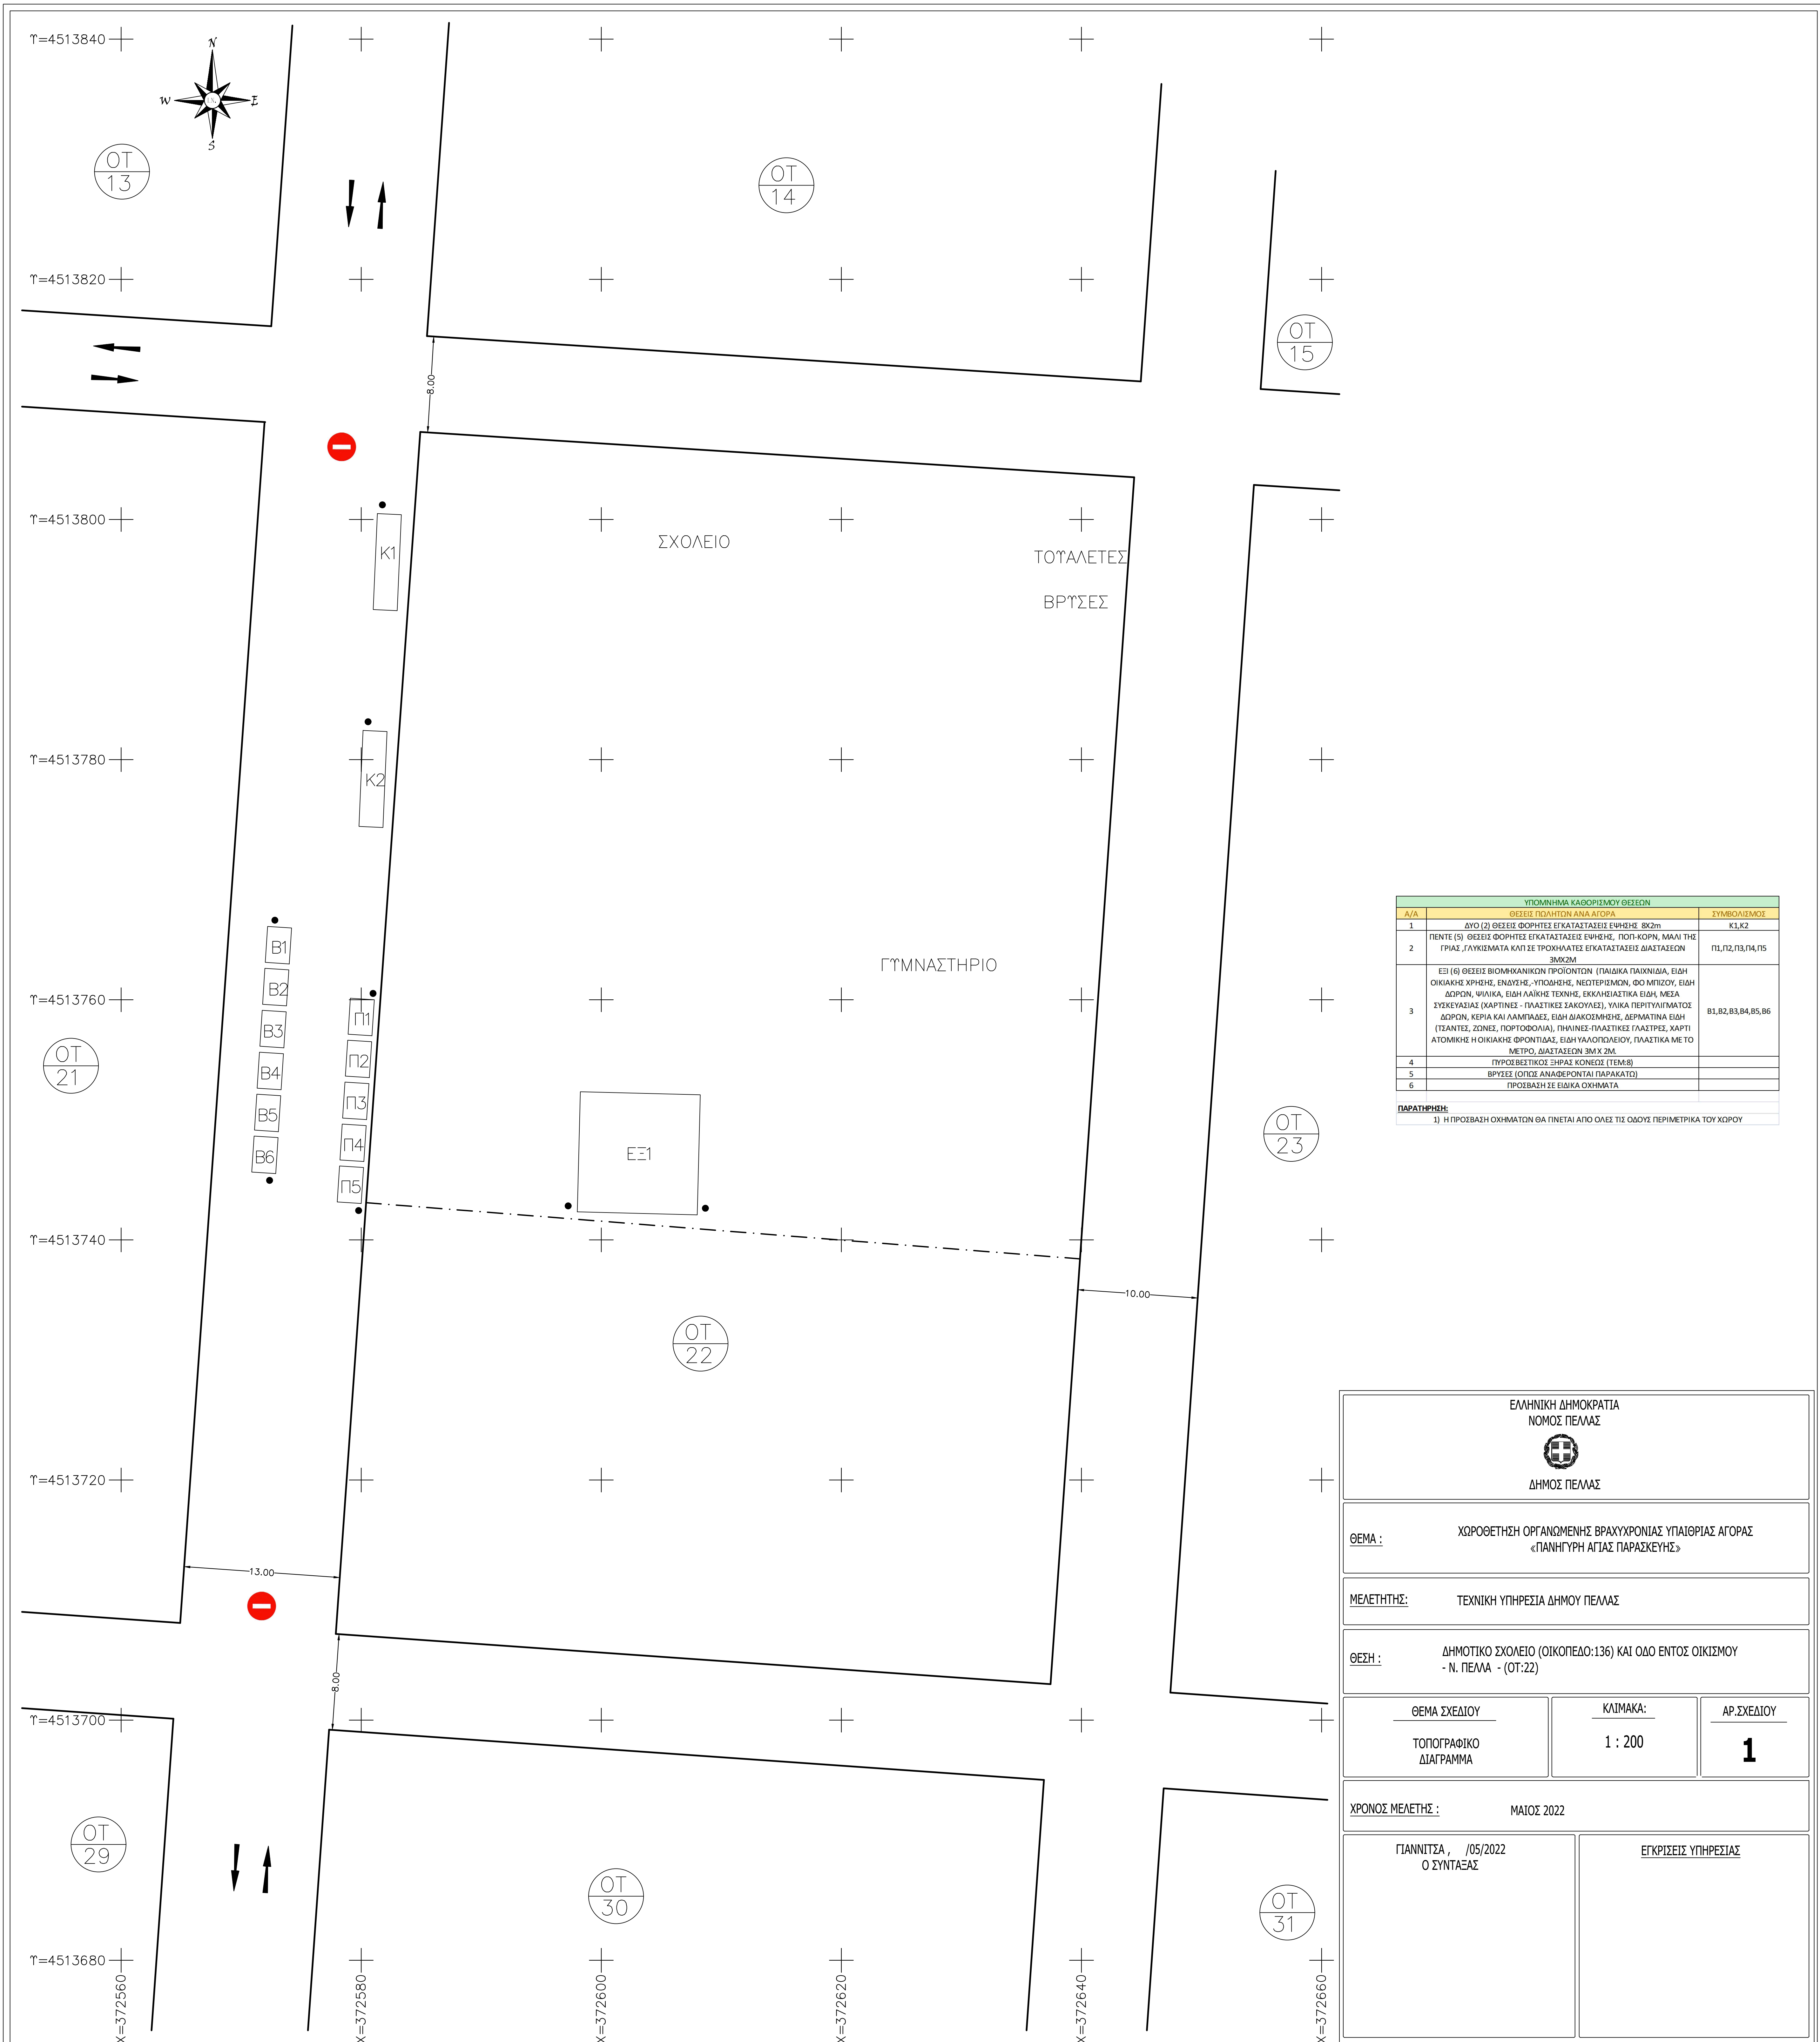 Υ=4513840
N
W
E
S
ΟΤ
13
ΟΤ
14
Υ=4513820
ΟΤ
15
8.00
Υ=4513800
Κ1
ΣΧΟΛΕΙΟ
ΤΟΥΑΛΕΤΕΣ
ΒΡΥΣΕΣ
Υ=4513780
Κ2
Β1
Β2
Β3
Β4
Β5
Β6
ΓΥΜΝΑΣΤΗΡΙΟ
Υ=4513760
Π1
Π2
Π3
Π4
Π5
ΟΤ
21
ΕΞ1
ΟΤ
23
Υ=4513740
10.00
ΟΤ
22
Υ=4513720
13.00
8.00
Υ=4513700
ΟΤ
29
ΟΤ
30
ΟΤ
31
Υ=4513680
X=372560
X=372580
X=372600
X=372620
X=372640
X=372660
ΥΠΟΜΝΗΜΑ ΚΑΘΟΡΙΣΜΟΥ ΘΕΣΕΩΝ
Α/Α ΘΕΣΕΙΣ ΠΩΛΗΤΩΝ ΑΝΑ ΑΓΟΡΑ ΣΥΜΒΟΛΙΣΜΟΣ
1 ΔΥΟ (2) ΘΕΣΕΙΣ ΦΟΡΗΤΕΣ ΕΓΚΑΤΑΣΤΑΣΕΙΣ ΕΨΗΣΗΣ 8Χ2m Κ1,Κ2
ΠΕΝΤΕ (5) ΘΕΣΕΙΣ ΦΟΡΗΤΕΣ ΕΓΚΑΤΑΣΤΑΣΕΙΣ ΕΨΗΣΗΣ, ΠΟΠ-ΚΟΡΝ, ΜΑΛΙ ΤΗΣ
2 ΓΡΙΑΣ ,ΓΛΥΚΙΣΜΑΤΑ ΚΛΠ ΣΕ ΤΡΟΧΗΛΑΤΕΣ ΕΓΚΑΤΑΣΤΑΣΕΙΣ ΔΙΑΣΤΑΣΕΩΝ Π1,Π2,Π3,Π4,Π5
3ΜΧ2Μ
ΕΞΙ (6) ΘΕΣΕΙΣ ΒΙΟΜΗΧΑΝΙΚΩΝ ΠΡΟΪΟΝΤΩΝ (ΠΑΙΔΙΚΑ ΠΑΙΧΝΙΔΙΑ, ΕΙΔΗ
ΟΙΚΙΑΚΗΣ ΧΡΗΣΗΣ, ΕΝΔΥΣΗΣ,-ΥΠΟΔΗΣΗΣ, ΝΕΩΤΕΡΙΣΜΩΝ, ΦΟ ΜΠΙΖΟΥ, ΕΙΔΗ
ΔΩΡΩΝ, ΨΙΛΙΚΑ, ΕΙΔΗ ΛΑΪΚΗΣ ΤΕΧΝΗΣ, ΕΚΚΛΗΣΙΑΣΤΙΚΑ ΕΙΔΗ, ΜΕΣΑ
ΣΥΣΚΕΥΑΣΙΑΣ (ΧΑΡΤΙΝΕΣ - ΠΛΑΣΤΙΚΕΣ ΣΑΚΟΥΛΕΣ), ΥΛΙΚΑ ΠΕΡΙΤΥΛΙΓΜΑΤΟΣ
3 ΔΩΡΩΝ, ΚΕΡΙΑ ΚΑΙ ΛΑΜΠΑΔΕΣ, ΕΙΔΗ ΔΙΑΚΟΣΜΗΣΗΣ, ΔΕΡΜΑΤΙΝΑ ΕΙΔΗ Β1,Β2,Β3,Β4,Β5,Β6
(ΤΣΑΝΤΕΣ, ΖΩΝΕΣ, ΠΟΡΤΟΦΟΛΙΑ), ΠΗΛΙΝΕΣ-ΠΛΑΣΤΙΚΕΣ ΓΛΑΣΤΡΕΣ, ΧΑΡΤΙ
ΑΤΟΜΙΚΗΣ Η ΟΙΚΙΑΚΗΣ ΦΡΟΝΤΙΔΑΣ, ΕΙΔΗ ΥΑΛΟΠΩΛΕΙΟΥ, ΠΛΑΣΤΙΚΑ ΜΕ ΤΟ
ΜΕΤΡΟ, ΔΙΑΣΤΑΣΕΩΝ 3Μ Χ 2Μ.
4 ΠΥΡΟΣΒΕΣΤΙΚΟΣ ΞΗΡΑΣ ΚΟΝΕΩΣ (ΤΕΜ:8)
5 ΒΡΥΣΕΣ (ΟΠΩΣ ΑΝΑΦΕΡΟΝΤΑΙ ΠΑΡΑΚΑΤΩ)
6 ΠΡΟΣΒΑΣΗ ΣΕ ΕΙΔΙΚΑ ΟΧΗΜΑΤΑ
ΠΑΡΑΤΗΡΗΣΗ:
1) Η ΠΡΟΣΒΑΣΗ ΟΧΗΜΑΤΩΝ ΘΑ ΓΙΝΕΤΑΙ ΑΠΟ ΟΛΕΣ ΤΙΣ ΟΔΟΥΣ ΠΕΡΙΜΕΤΡΙΚΑ ΤΟΥ ΧΩΡΟΥ
ΕΛΛΗΝΙΚΗ ΔΗΜΟΚΡΑΤΙΑ
ΝΟΜΟΣ ΠΕΛΛΑΣ
ΔΗΜΟΣ ΠΕΛΛΑΣ
ΘΕΜΑ : ΧΩΡΟΘΕΤΗΣΗ ΟΡΓΑΝΩΜΕΝΗΣ ΒΡΑΧΥΧΡΟΝΙΑΣ ΥΠΑΙΘΡΙΑΣ ΑΓΟΡΑΣ
«ΠΑΝΗΓΥΡΗ ΑΓΙΑΣ ΠΑΡΑΣΚΕΥΗΣ»
ΜΕΛΕΤΗΤΗΣ: ΤΕΧΝΙΚΗ ΥΠΗΡΕΣΙΑ ΔΗΜΟΥ ΠΕΛΛΑΣ
ΘΕΣΗ : ΔΗΜΟΤΙΚΟ ΣΧΟΛΕΙΟ (ΟΙΚΟΠΕΔΟ:136) ΚΑΙ ΟΔΟ ΕΝΤΟΣ ΟΙΚΙΣΜΟΥ
- Ν. ΠΕΛΛΑ - (ΟΤ:22)
ΘΕΜΑ ΣΧΕΔΙΟΥ
ΤΟΠΟΓΡΑΦΙΚΟ
ΔΙΑΓΡΑΜΜΑ
ΚΛΙΜΑΚΑ:
1 : 200
ΑΡ.ΣΧΕΔΙΟΥ
1
ΧΡΟΝΟΣ ΜΕΛΕΤΗΣ : ΜΑΙΟΣ 2022
ΓΙΑΝΝΙΤΣΑ , /05/2022
Ο ΣΥΝΤΑΞΑΣ
ΕΓΚΡΙΣΕΙΣ ΥΠΗΡΕΣΙΑΣ